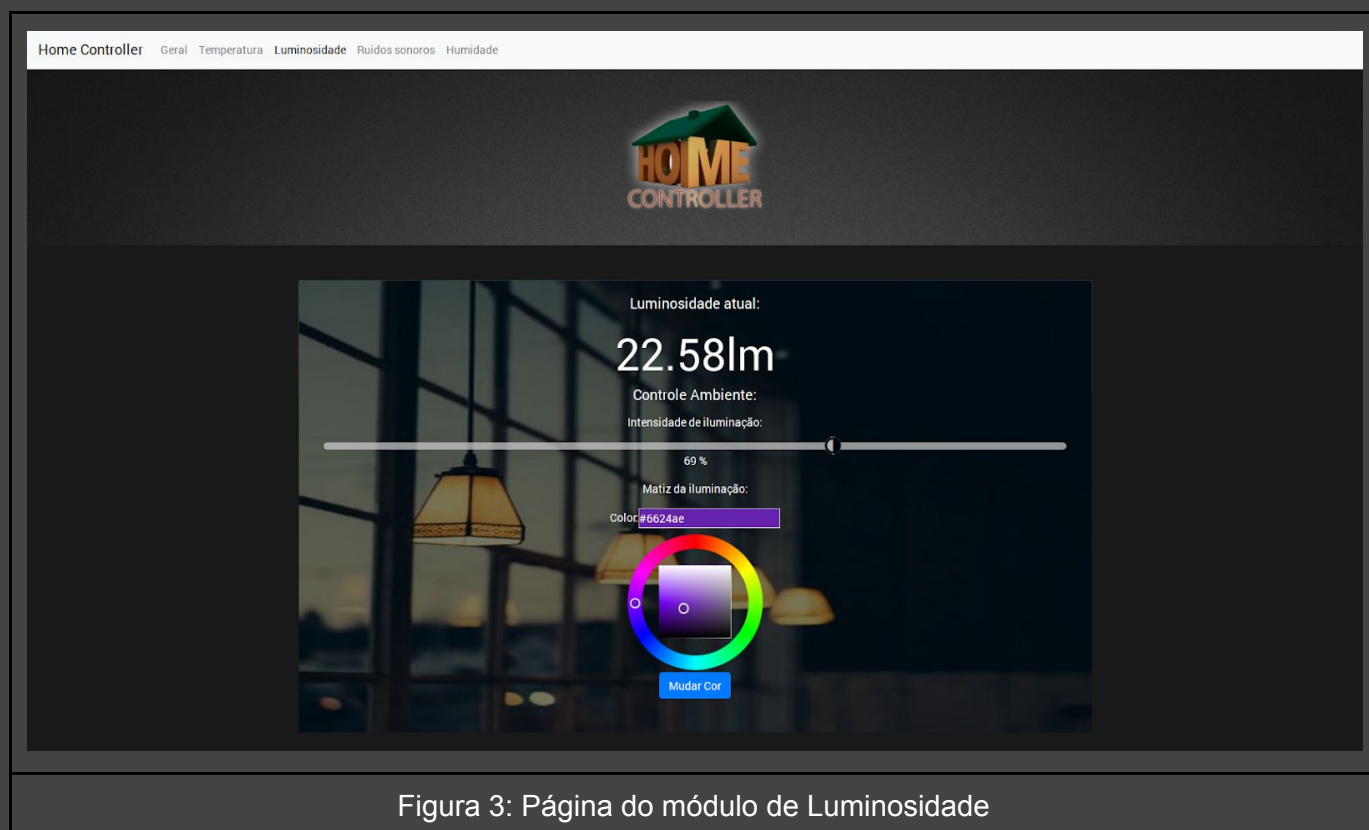 Home Controller Geral Temperatura Luminosidade Ruidos sonoros Humidade
HOME
CONTROLLER
Luminosidade atual:
22.58lm
Controle Ambiente:
Intensidade de iluminação:
69 %
Matiz da iluminação:
Color:#6624ae
Mudar Cor
Figura 3: Página do módulo de Luminosidade